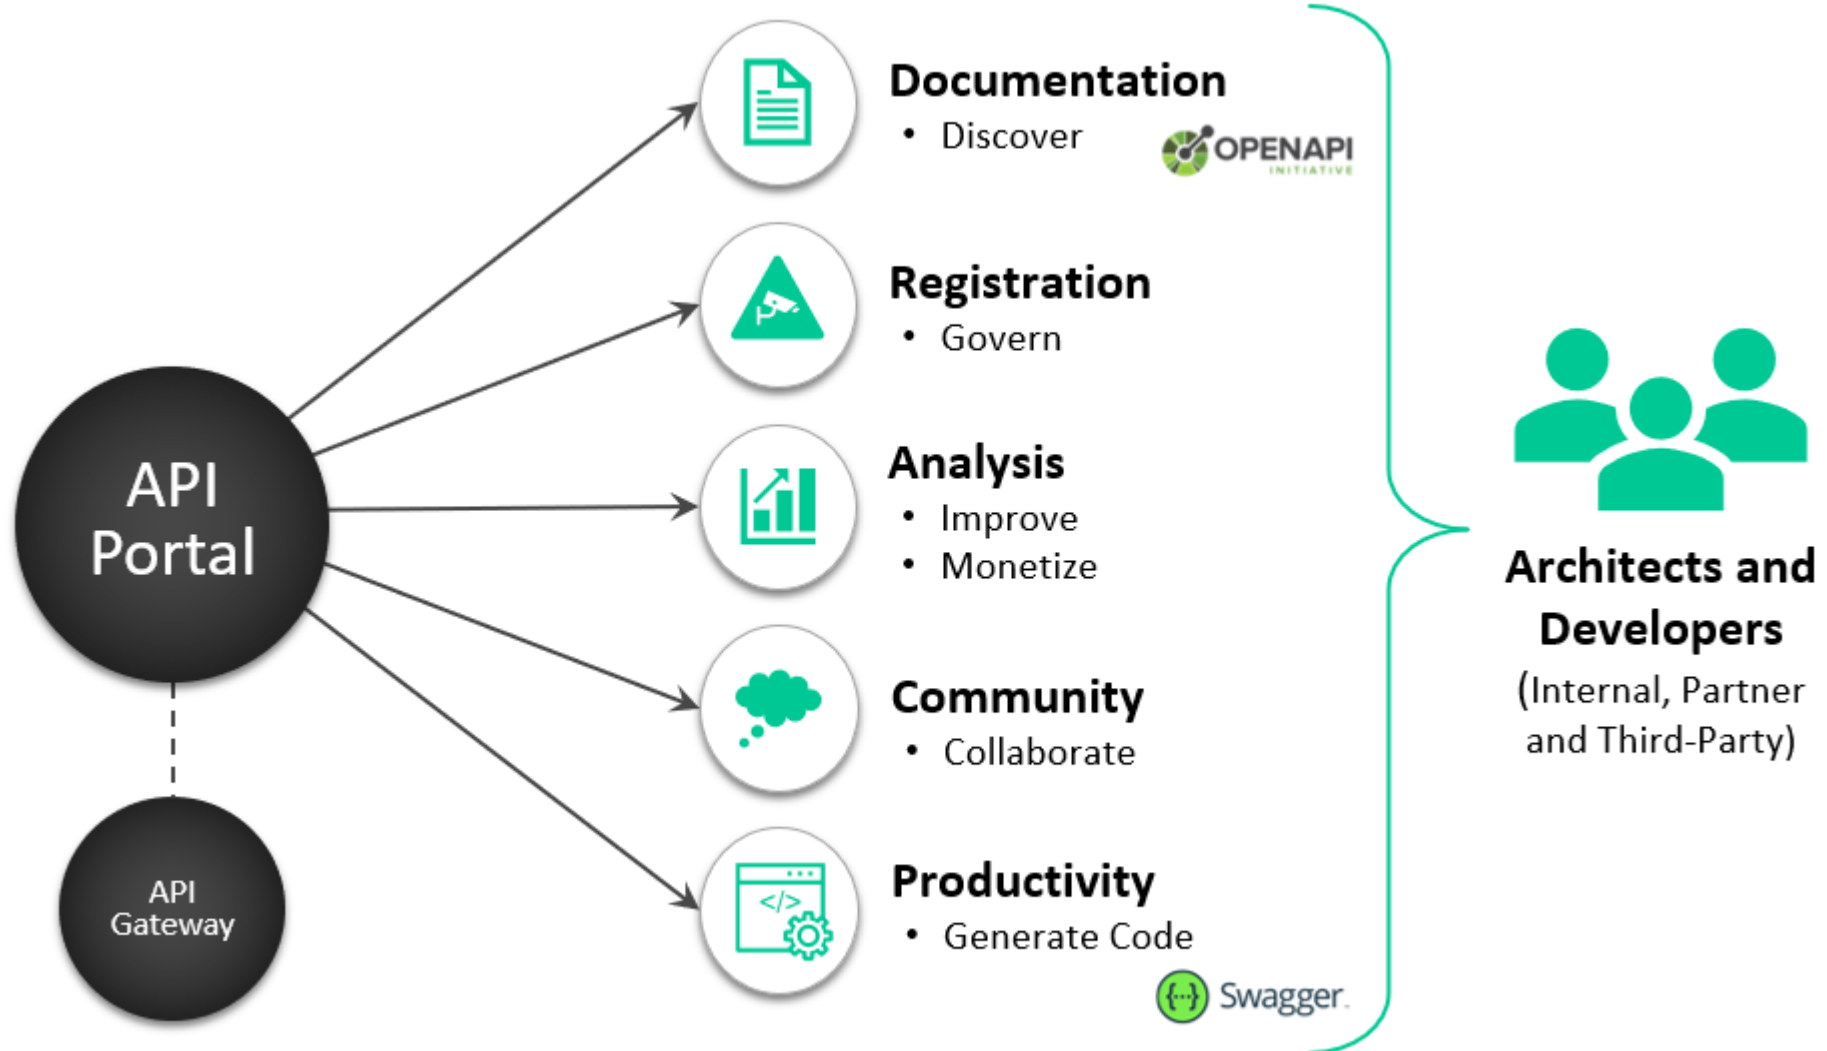 API
Portal
API
Gateway
Documentation
• Discover
OPENAPI
INITIATIVE
Registration
• Govern
Analysis
• Improve
• Monetize
Community
• Collaborate
Productivity
</>
• Generate Code
{···} Swagger™
Architects and
Developers
(Internal, Partner
and Third-Party)